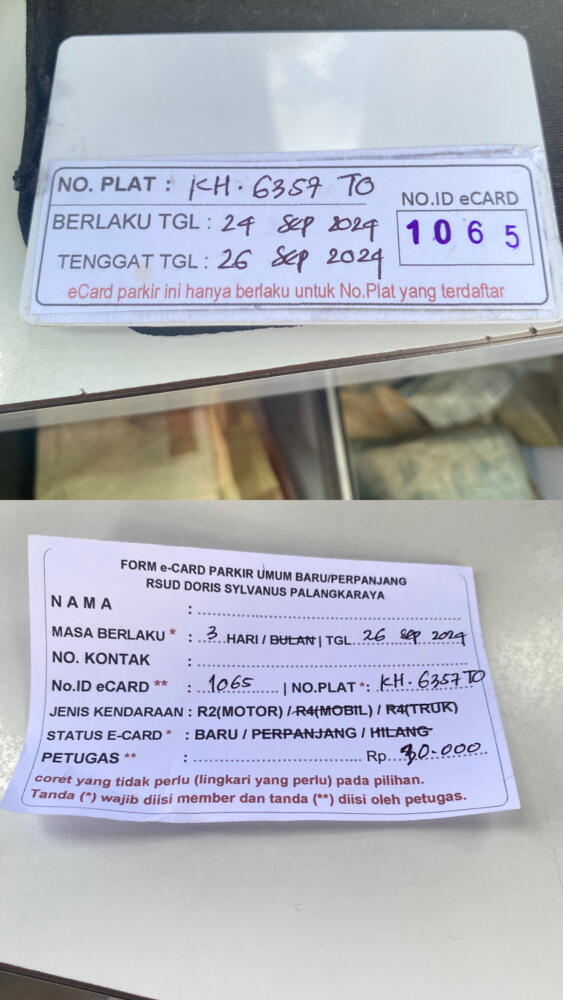 NO. PLAT : KH. 6357 TO
NO.ID eCARD
BERLAKU TGL : 24 SEP 2024
1065
TENGGAT TGL : 26 SEP 2024
eCard parkir ini hanya berlaku untuk No.Plat yang terdaftar
FORM e-CARD PARKIR UMUM BARU/PERPANJANG
RSUD DORIS SYLVANUS PALANGKARAYA
N A M A :
MASA BERLAKU * : 3 HARI / BULAN | TGL. 26 SEP 2024
NO. KONTAK :
No.ID eCARD ** : 1065 | NO.PLAT *: KH. 6357 TO
JENIS KENDARAAN : R2(MOTOR) / R4(MOBIL) / R4(TRUK)
STATUS E-CARD * : BARU / PERPANJANG / HILANG
PETUGAS ** : Rp. 30.000
coret yang tidak perlu (lingkari yang perlu) pada pilihan.
Tanda (*) wajib diisi member dan tanda (**) diisi oleh petugas.